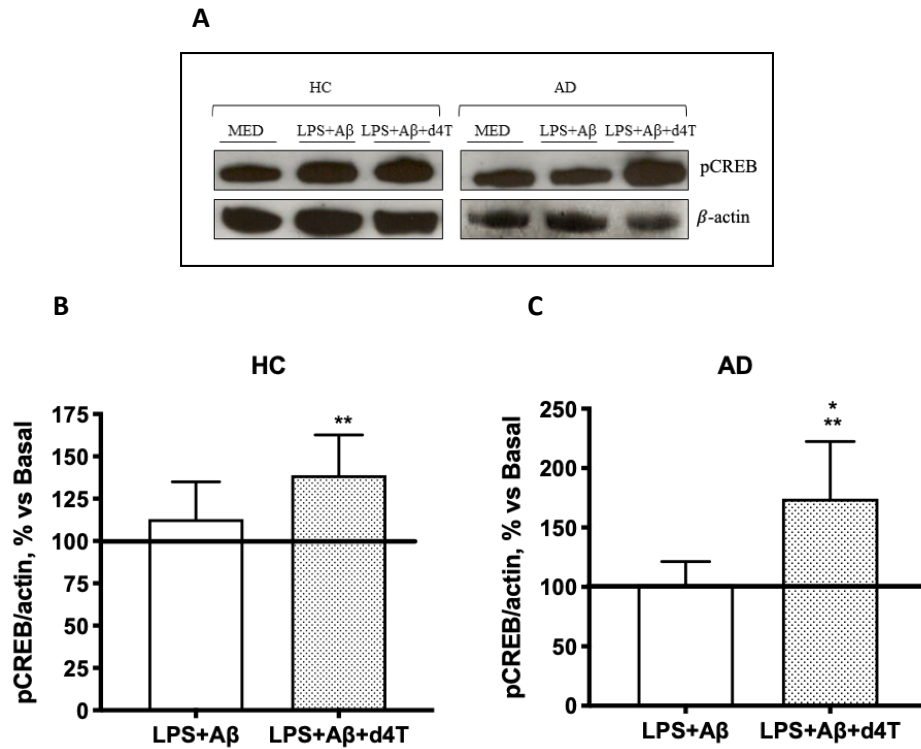 A
HC AD
MED LPS+Aβ LPS+Aβ+d4T MED LPS+Aβ LPS+Aβ+d4T
pCREB
β-actin
B C
HC
pCREB/actin, % vs Basal
175
150
125
100
75
50
25
0
**
LPS+Aβ LPS+Aβ+d4T
AD
pCREB/actin, % vs Basal
250
200
150
100
50
0
*
**
LPS+Aβ LPS+Aβ+d4T